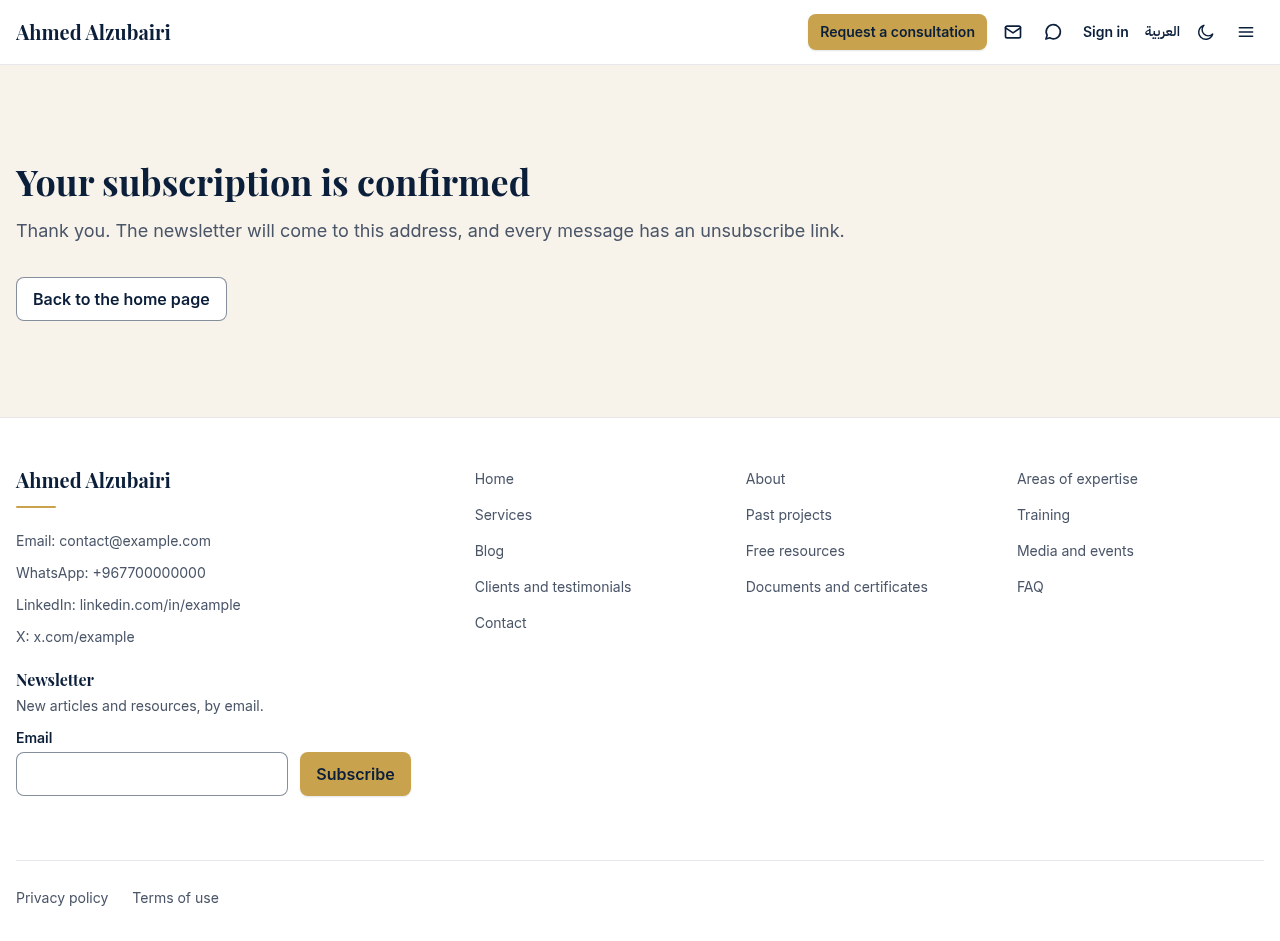 Ahmed Alzubairi
Request a consultation
Sign in
العربية
Your subscription is confirmed
Thank you. The newsletter will come to this address, and every message has an unsubscribe link.
Back to the home page
Ahmed Alzubairi
Email: contact@example.com
WhatsApp: +967700000000
LinkedIn: linkedin.com/in/example
X: x.com/example
Newsletter
New articles and resources, by email.
Email
Subscribe
Home
About
Areas of expertise
Services
Past projects
Training
Blog
Free resources
Media and events
Clients and testimonials
Documents and certificates
FAQ
Contact
Privacy policy
Terms of use